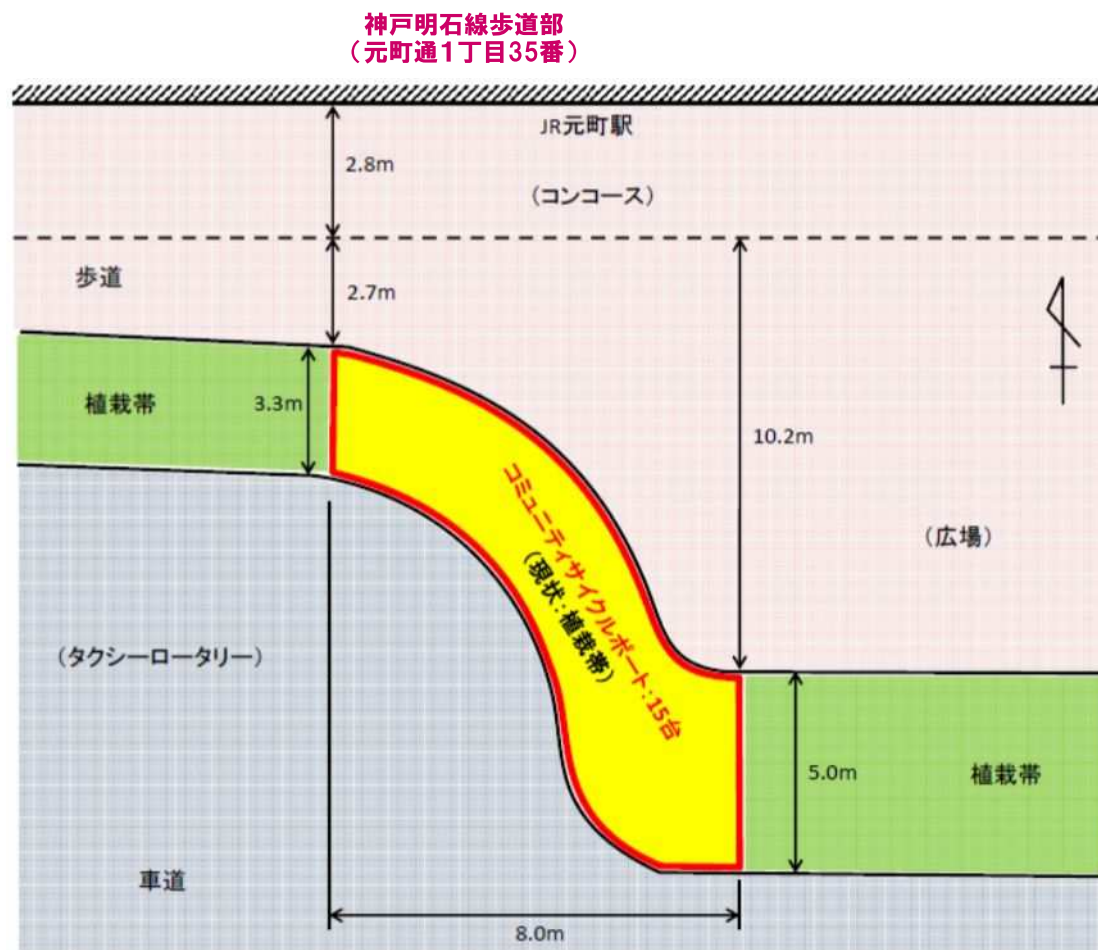 神戸明石線歩道部
（元町通1丁目35番）
JR元町駅
2.8m
（コンコース）
歩道
2.7m
植栽帯
3.3m
10.2m
コミュニティサイクルポート：15台
（現状：植栽帯）
（広場）
（タクシーロータリー）
5.0m
植栽帯
車道
8.0m